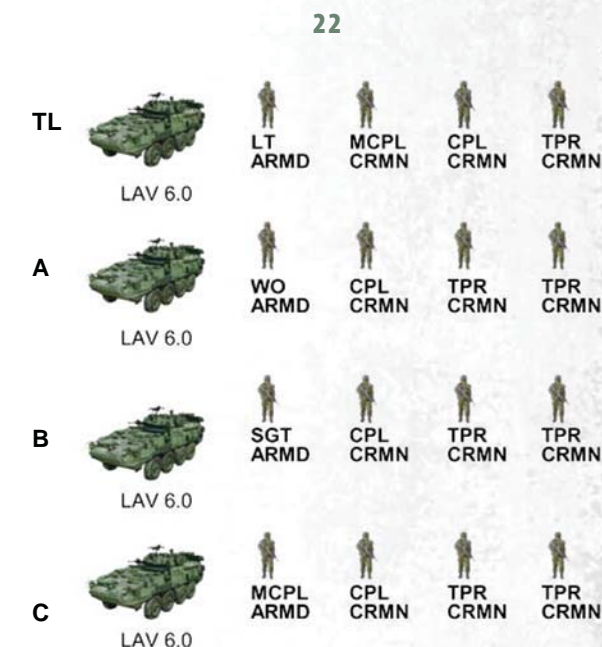 22
TL
LT MCPL CPL TPR
ARMD CRMN CRMN CRMN
LAV 6.0
A
WO CPL TPR TPR
ARMD CRMN CRMN CRMN
LAV 6.0
B
SGT CPL TPR TPR
ARMD CRMN CRMN CRMN
LAV 6.0
MCPL CPL TPR TPR
C ARMD CRMN CRMN CRMN
LAV 6.0